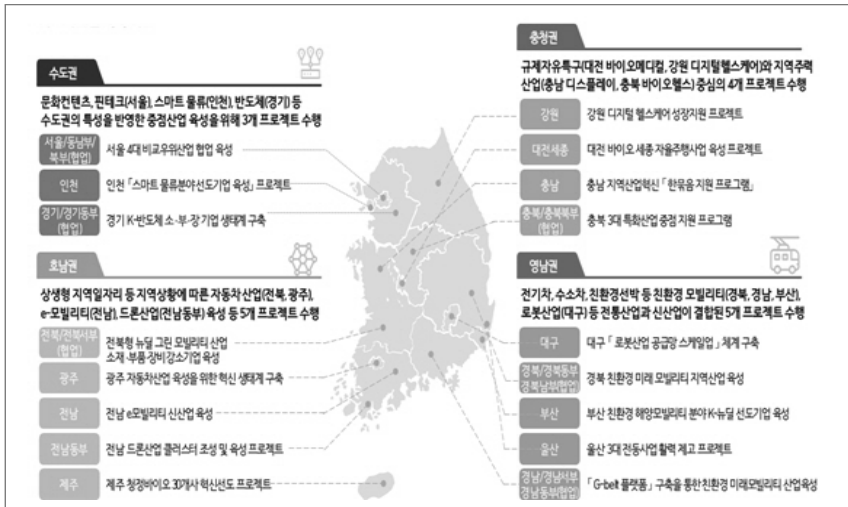 수도권
문화컨텐츠, 핀테크(서울), 스마트 물류(인천), 반도체(경기) 등
수도권의 특성을 반영한 중점산업 육성을 위해 3개 프로젝트 수행
서울/동남부/
북부(협업)
서울 4대 비교우위산업 협업 육성
인천
인천 「스마트 물류분야 선도기업 육성」 프로젝트
경기/경기동부
(협업)
경기 K-반도체 소·부·장 기업 생태계 구축
충청권
규제자유특구(대전 바이오메디컬, 강원 디지털헬스케어)와 지역주력
산업(충남 디스플레이, 충북 바이오헬스) 중심의 4개 프로젝트 수행
강원
강원 디지털 헬스케어 성장지원 프로젝트
대전세종
대전 바이오 세종 자율주행사업 육성 프로젝트
충남
충남 지역산업혁신 「한묶음 지원 프로그램」
충북/충북북부
(협업)
충북 3대 특화산업 중점 지원 프로그램
호남권
상생형 지역일자리 등 지역상황에 따른 자동차 산업(전북, 광주),
e-모빌리티(전남), 드론산업(전남동부) 육성 등 5개 프로젝트 수행
전북/전북서부
(협업)
전북형 뉴딜 그린 모빌리티 산업
소재·부품·장비 강소기업 육성
광주
광주 자동차산업 육성을 위한 혁신 생태계 구축
전남
전남 e모빌리티 신산업 육성
전남동부
전남 드론산업 클러스터 조성 및 육성 프로젝트
제주
제주 청정바이오 30개사 혁신선도 프로젝트
영남권
전기차, 수소차, 친환경선박 등 친환경 모빌리티(경북, 경남, 부산),
로봇산업(대구) 등 전통산업과 신산업이 결합된 5개 프로젝트 수행
대구
대구 「로봇산업 공급망 스케일업」 체계 구축
경북/경북동부
경북남부(협업)
경북 친환경 미래 모빌리티 지역산업 육성
부산
부산 친환경 해양모빌리티 분야 K-뉴딜 선도기업 육성
울산
울산 3대 전동사업 활력 제고 프로젝트
경남/경남서부
경남동부(협업)
「G-belt 플랫폼」 구축을 통한 친환경 미래모빌리티 산업육성